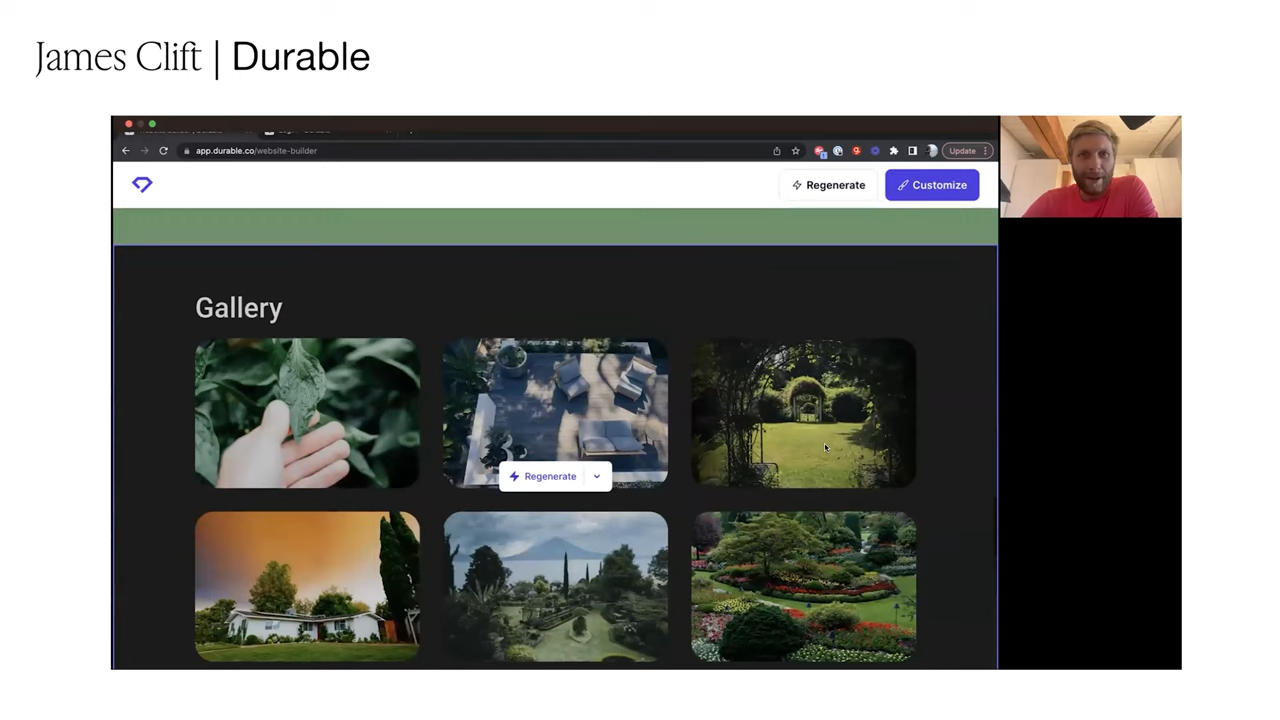 James Clift | Durable
app.durable.co/website-builder
Update
Regenerate
Customize
Gallery
Regenerate